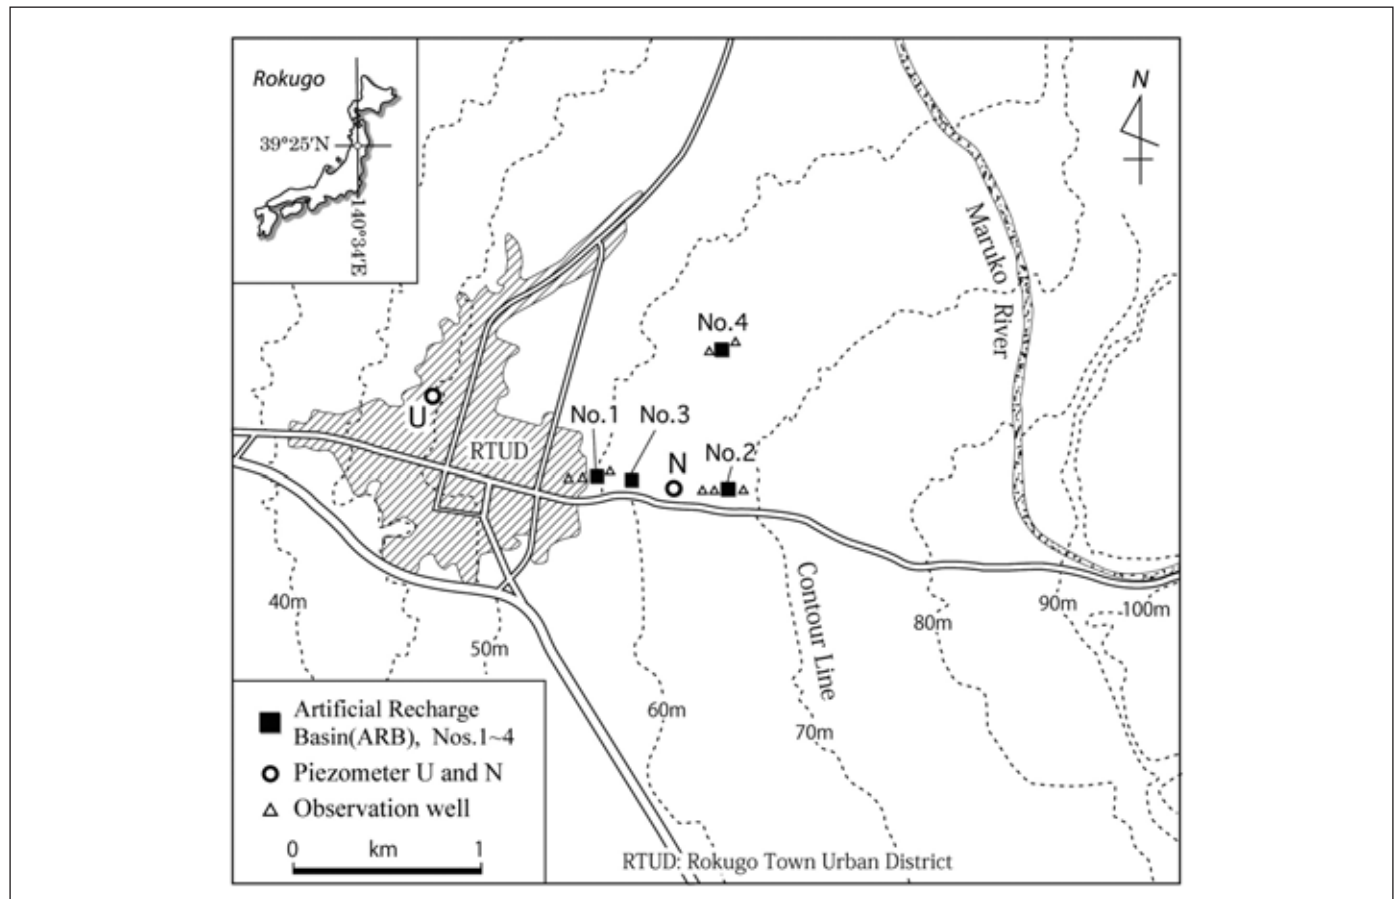 Rokugo
39°25'N
140°34'E
N
Maruko River
No.4
U
No.1
No.3
RTUD
N
No.2
Contour Line
40m
50m
60m
70m
80m
90m
100m
Artificial Recharge
Basin(ARB), Nos.1~4
Piezometer U and N
Observation well
0 km 1
RTUD: Rokugo Town Urban District